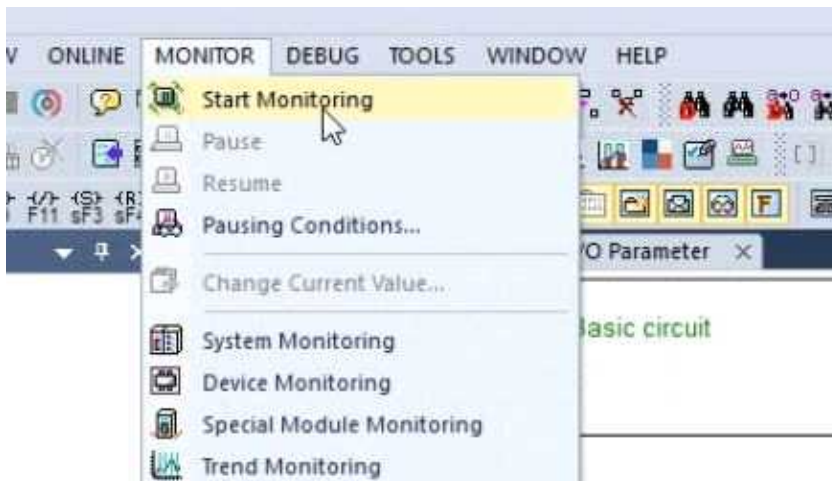 ONLINE MONITOR DEBUG TOOLS WINDOW HELP
Start Monitoring
Pause
Resume
F11 sF3
Pausing Conditions...
/O Parameter
Change Current Value...
System Monitoring
Basic circuit
Device Monitoring
Special Module Monitoring
Trend Monitoring